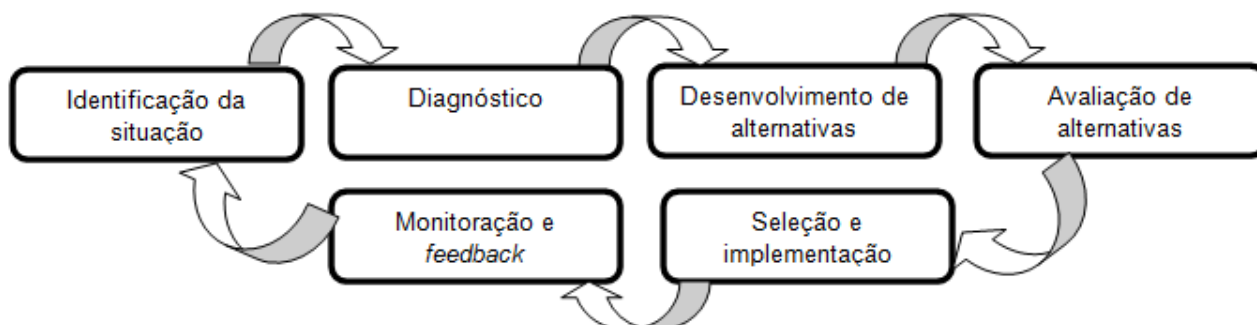 Identificação da
situação
Diagnóstico
Desenvolvimento de
alternativas
Avaliação de
alternativas
Seleção e
implementação
Monitoração e
feedback